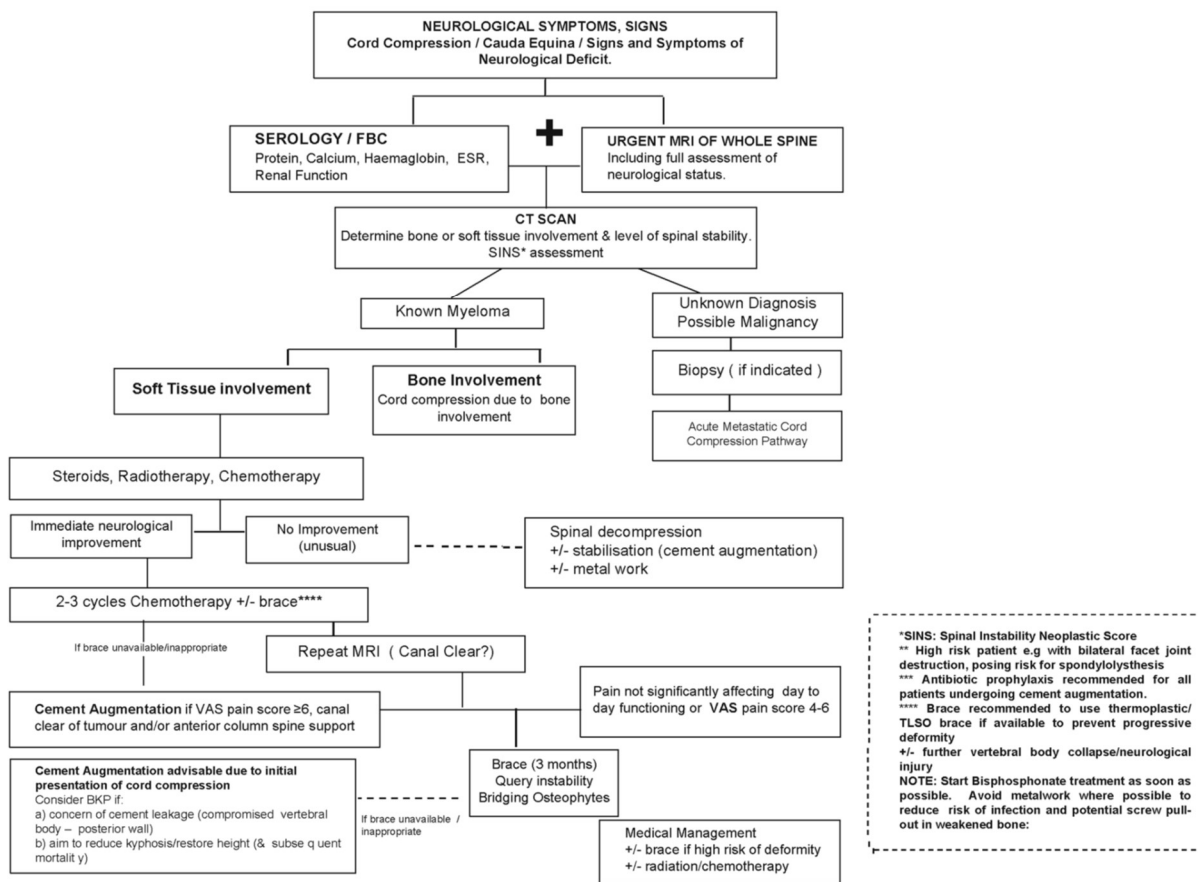 NEUROLOGICAL SYMPTOMS, SIGNS
Cord Compression / Cauda Equina / Signs and Symptoms of
Neurological Deficit.
SEROLOGY / FBC
Protein, Calcium, Haemaglobin, ESR,
Renal Function
+
URGENT MRI OF WHOLE SPINE
Including full assessment of
neurological status.
CT SCAN
Determine bone or soft tissue involvement & level of spinal stability.
SINS* assessment
Known Myeloma
Unknown Diagnosis
Possible Malignancy
Soft Tissue involvement
Bone Involvement
Cord compression due to bone
involvement
Biopsy ( if indicated )
Acute Metastatic Cord
Compression Pathway
Steroids, Radiotherapy, Chemotherapy
Immediate neurological
improvement
No Improvement
(unusual)
Spinal decompression
+/- stabilisation (cement augmentation)
+/- metal work
2-3 cycles Chemotherapy +/- brace****
If brace unavailable/inappropriate
Repeat MRI ( Canal Clear?)
Cement Augmentation if VAS pain score ≥6, canal
clear of tumour and/or anterior column spine support
Pain not significantly affecting day to
day functioning or VAS pain score 4-6
Cement Augmentation advisable due to initial
presentation of cord compression
Consider BKP if:
a) concern of cement leakage (compromised vertebral
body – posterior wall)
b) aim to reduce kyphosis/restore height (& subse q uent
mortalit y)
If brace unavailable /
inappropriate
Brace (3 months)
Query instability
Bridging Osteophytes
Medical Management
+/- brace if high risk of deformity
+/- radiation/chemotherapy
*SINS: Spinal Instability Neoplastic Score
** High risk patient e.g with bilateral facet joint
destruction, posing risk for spondylolysthesis
*** Antibiotic prophylaxis recommended for all
patients undergoing cement augmentation.
**** Brace recommended to use thermoplastic/
TLSO brace if available to prevent progressive
deformity
+/- further vertebral body collapse/neurological
injury
NOTE: Start Bisphosphonate treatment as soon as
possible. Avoid metalwork where possible to
reduce risk of infection and potential screw pull-
out in weakened bone: